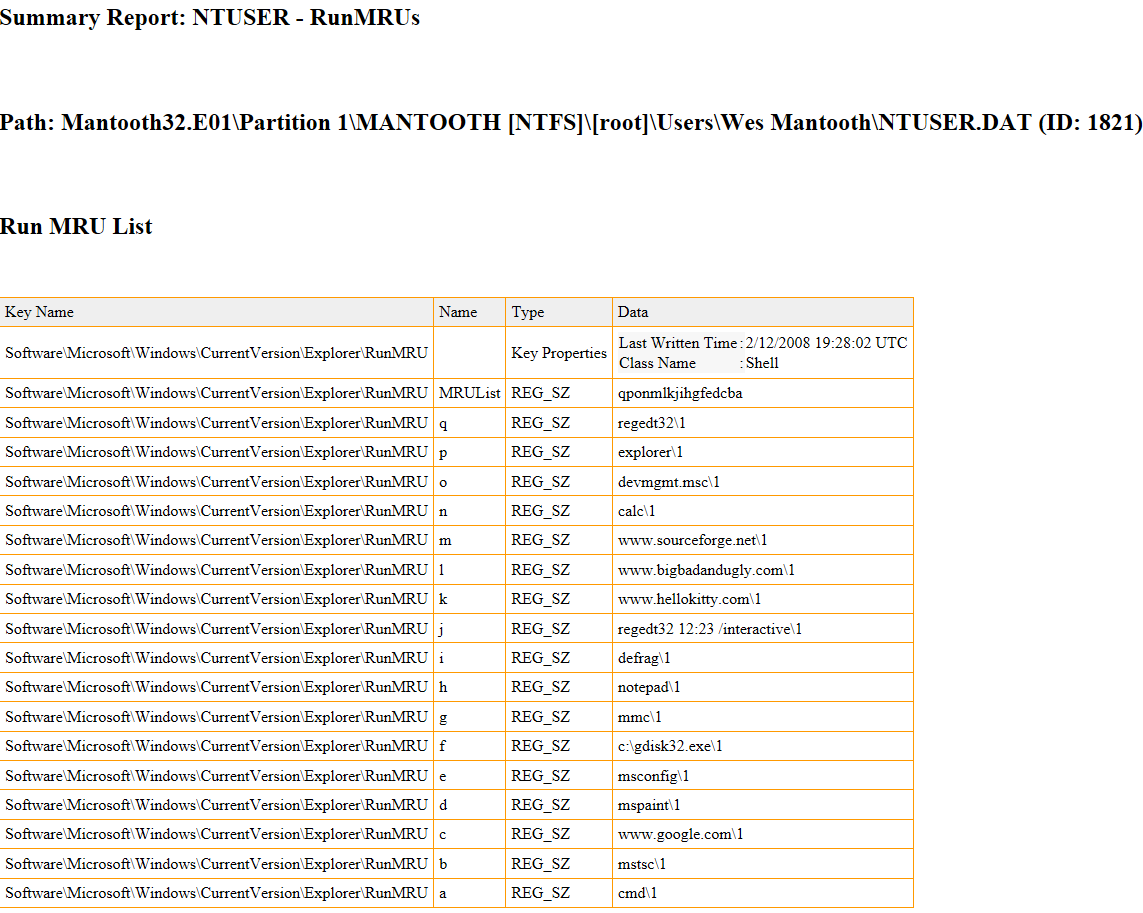 Summary Report: NTUSER - RunMRUs
Path: Mantooth32.E01\Partition 1\MANTOOTH [NTFS]\[root]\Users\Wes Mantooth\NTUSER.DAT (ID: 1821)
Run MRU List
Key Name Name Type Data
Software\Microsoft\Windows\CurrentVersion\Explorer\RunMRU Key Properties Last Written Time : 2/12/2008 19:28:02 UTC
Class Name : Shell
Software\Microsoft\Windows\CurrentVersion\Explorer\RunMRU MRUList REG_SZ qponmlkjihgfedcba
Software\Microsoft\Windows\CurrentVersion\Explorer\RunMRU q REG_SZ regedt32\1
Software\Microsoft\Windows\CurrentVersion\Explorer\RunMRU p REG_SZ explorer\1
Software\Microsoft\Windows\CurrentVersion\Explorer\RunMRU o REG_SZ devmgmt.msc\1
Software\Microsoft\Windows\CurrentVersion\Explorer\RunMRU n REG_SZ calc\1
Software\Microsoft\Windows\CurrentVersion\Explorer\RunMRU m REG_SZ www.sourceforge.net\1
Software\Microsoft\Windows\CurrentVersion\Explorer\RunMRU l REG_SZ www.bigbadandugly.com\1
Software\Microsoft\Windows\CurrentVersion\Explorer\RunMRU k REG_SZ www.hellokitty.com\1
Software\Microsoft\Windows\CurrentVersion\Explorer\RunMRU j REG_SZ regedt32 12:23 /interactive\1
Software\Microsoft\Windows\CurrentVersion\Explorer\RunMRU i REG_SZ defrag\1
Software\Microsoft\Windows\CurrentVersion\Explorer\RunMRU h REG_SZ notepad\1
Software\Microsoft\Windows\CurrentVersion\Explorer\RunMRU g REG_SZ mmc\1
Software\Microsoft\Windows\CurrentVersion\Explorer\RunMRU f REG_SZ c:\gdisk32.exe\1
Software\Microsoft\Windows\CurrentVersion\Explorer\RunMRU e REG_SZ msconfig\1
Software\Microsoft\Windows\CurrentVersion\Explorer\RunMRU d REG_SZ mspaint\1
Software\Microsoft\Windows\CurrentVersion\Explorer\RunMRU c REG_SZ www.google.com\1
Software\Microsoft\Windows\CurrentVersion\Explorer\RunMRU b REG_SZ mstsc\1
Software\Microsoft\Windows\CurrentVersion\Explorer\RunMRU a REG_SZ cmd\1